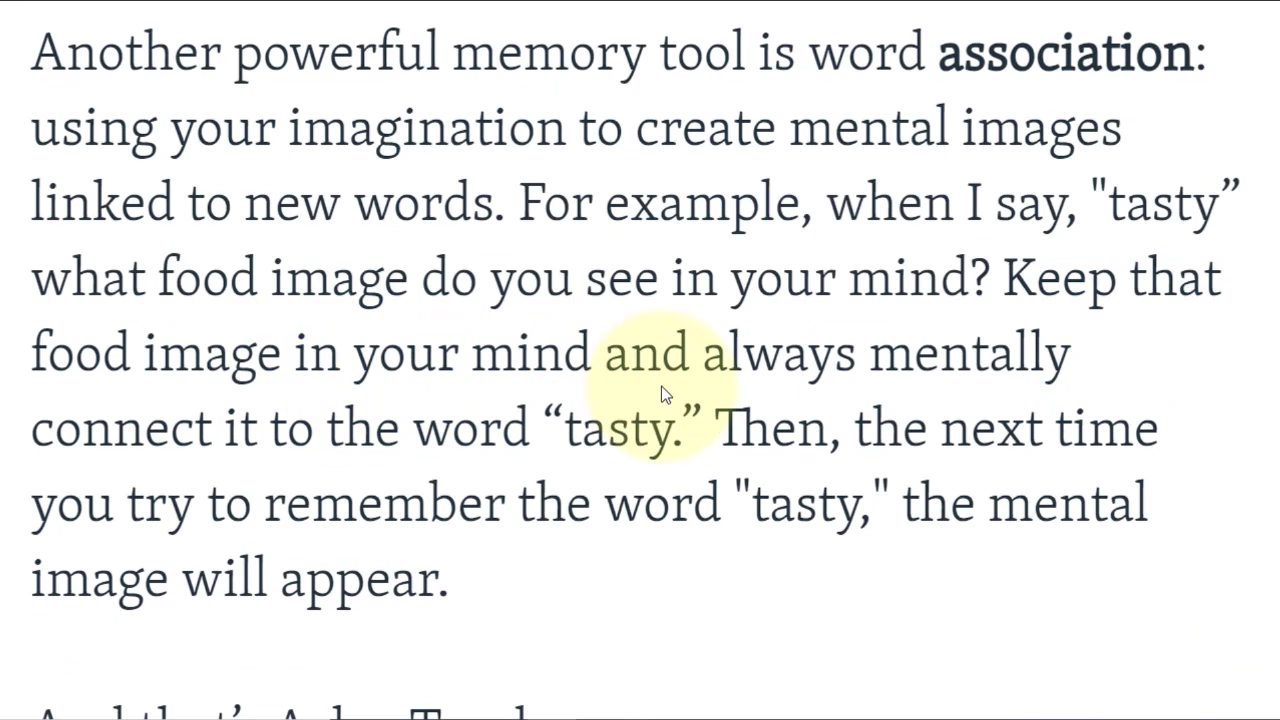 Another powerful memory tool is word association:
using your imagination to create mental images
linked to new words. For example, when I say, "tasty”
what food image do you see in your mind? Keep that
food image in your mind and always mentally
connect it to the word “tasty.” Then, the next time
you try to remember the word "tasty," the mental
image will appear.